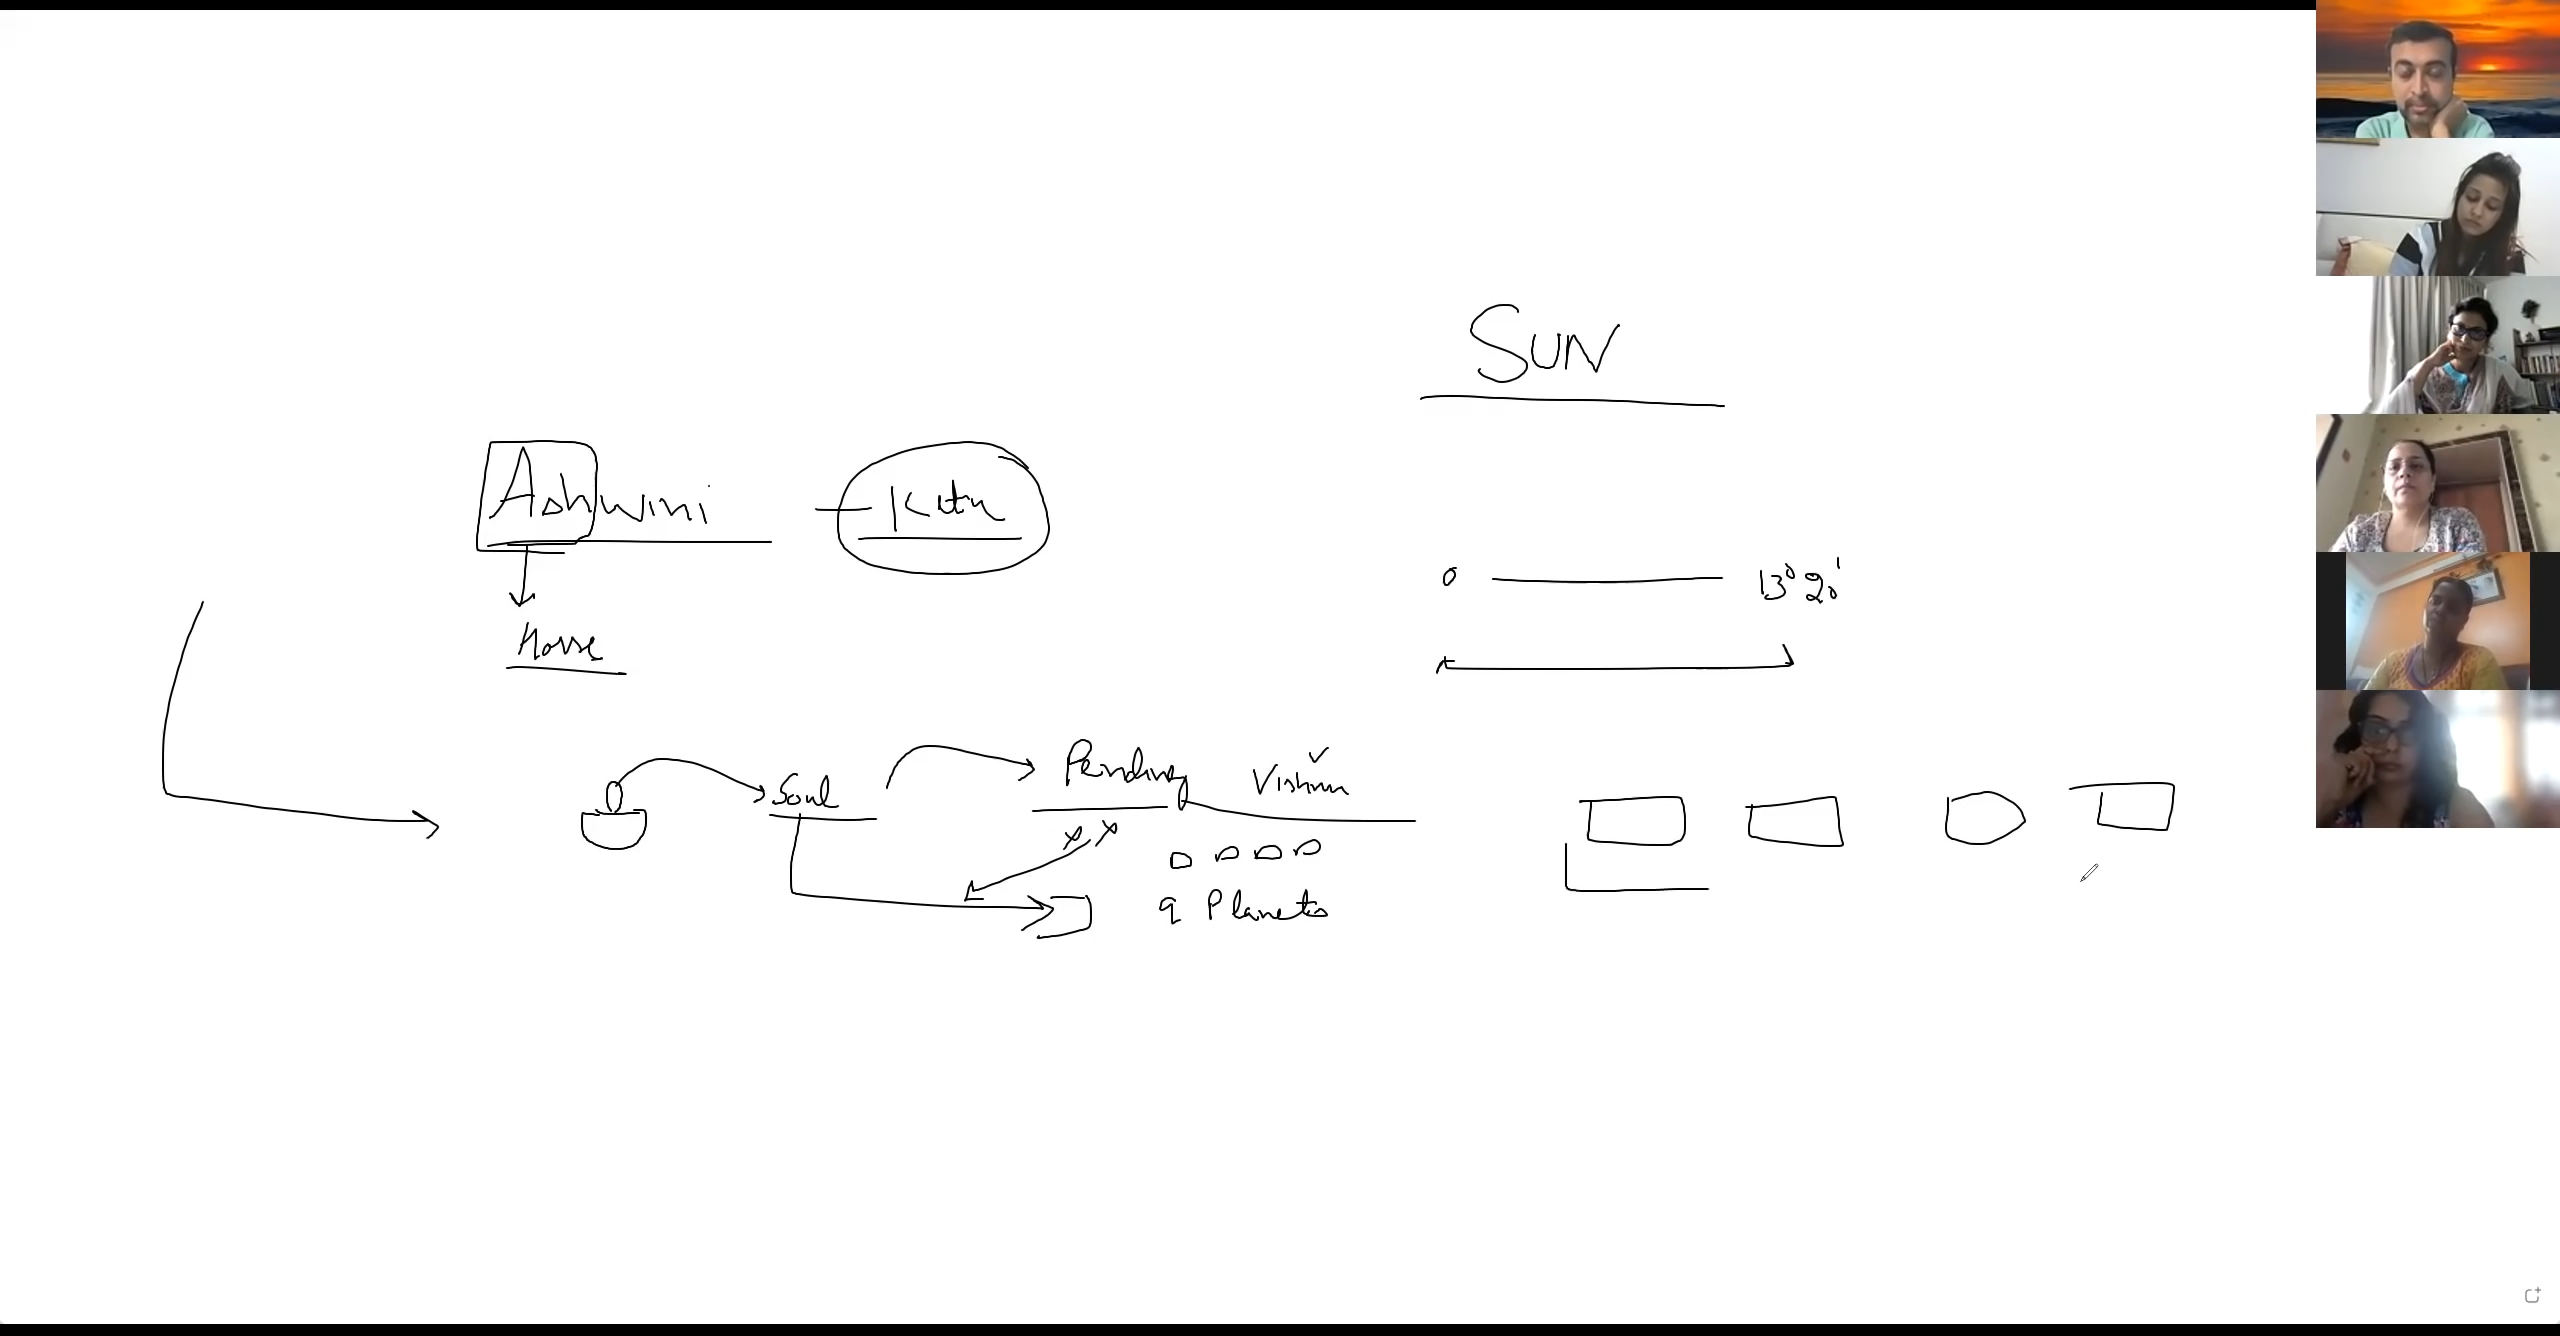 SUN
Ashwini — Ketu
Horse
0 — 13° 20'
Soul
Pending
Vishnu
9 Planets